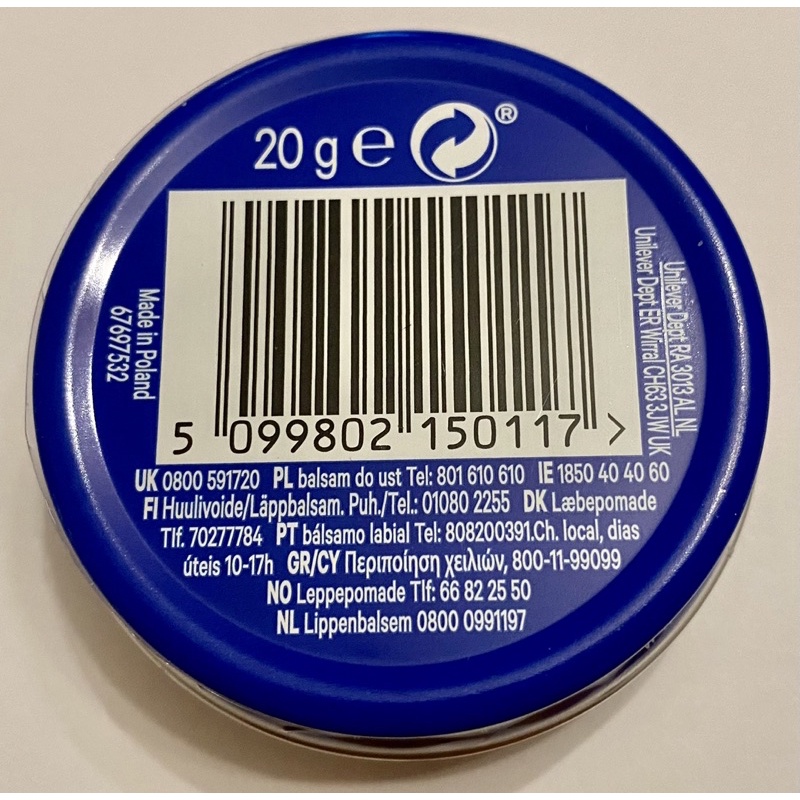 20 g ℮ ®
Made in Poland
67697532
Unilever Dept RA 3013 AL NL
Unilever Dept ER Wirral CH63 3JW UK
5 099802 150117 >
UK 0800 591720 PL balsam do ust Tel: 801 610 610 IE 1850 40 40 60
FI Huulivoide/Läppbalsam. Puh./Tel.: 01080 2255 DK Læbepomade
Tlf. 70277784 PT bálsamo labial Tel: 808200391.Ch. local, dias
úteis 10-17h GR/CY Περιποίηση χειλιών, 800-11-99099
NO Leppepomade Tlf: 66 82 25 50
NL Lippenbalsem 0800 0991197